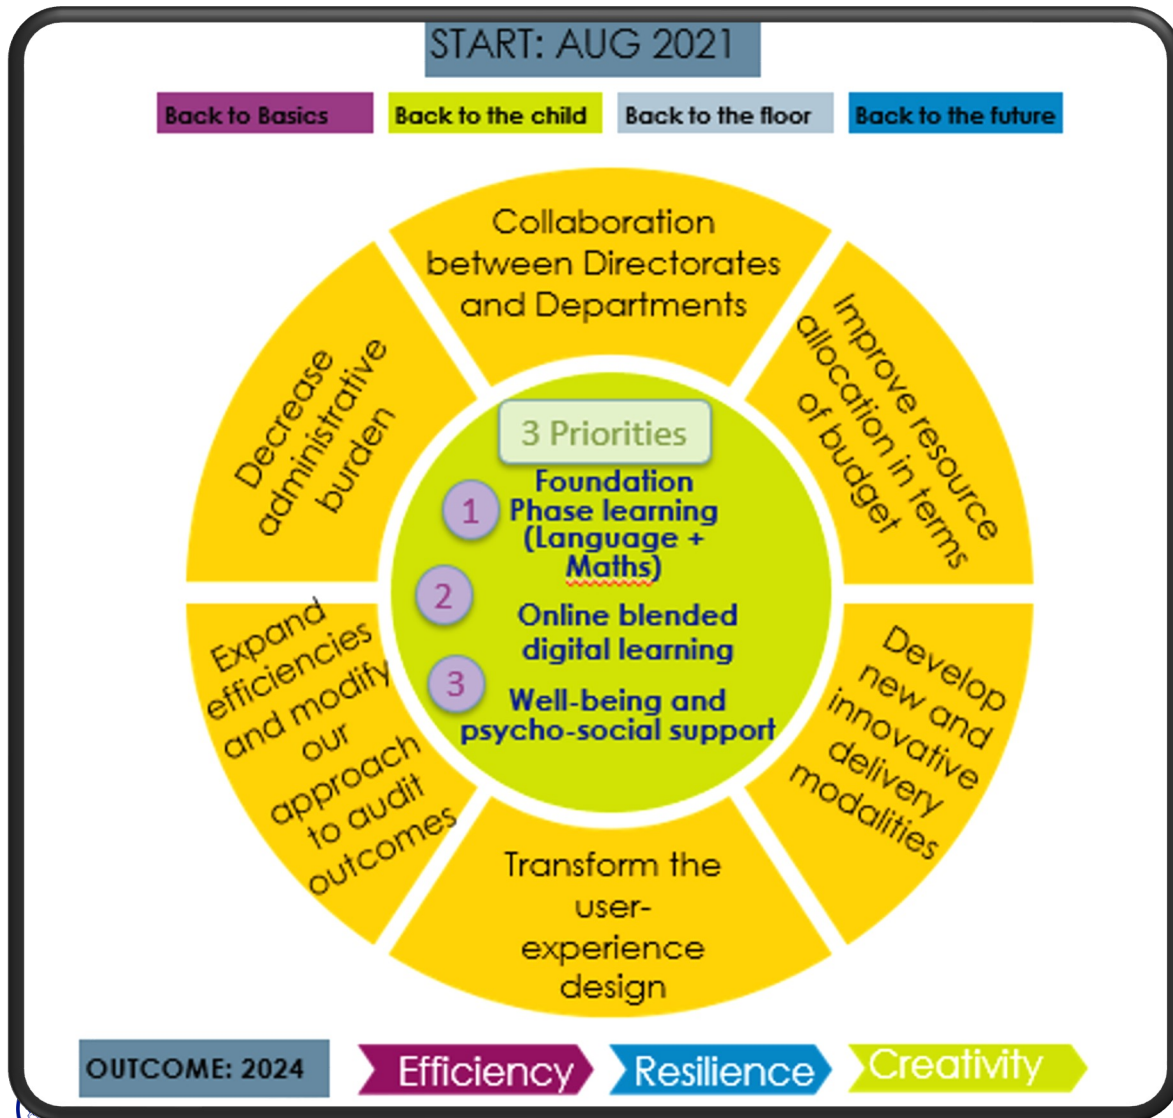 START: AUG 2021
Back to Basics
Back to the child
Back to the floor
Back to the future
Collaboration
between Directorates
and Departments
Improve resource
allocation in terms
of budget
Develop
new and
innovative
delivery
modalities
Transform the
user-
experience
design
Expand
efficiencies
and modify
our
approach
to audit
outcomes
Decrease
administrative
burden
3 Priorities
1
Foundation
Phase learning
(Language +
Maths)
2
Online blended
digital learning
3
Well-being and
psycho-social support
OUTCOME: 2024
Efficiency
Resilience
Creativity